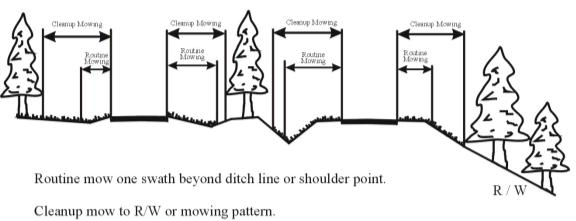 Cleanup Mowing
Routine
Mowing
Cleanup Mowing
Routine
Mowing
Cleanup Mowing
Routine
Mowing
Cleanup Mowing
Routine
Mowing
R / W
Routine mow one swath beyond ditch line or shoulder point.
Cleanup mow to R/W or mowing pattern.